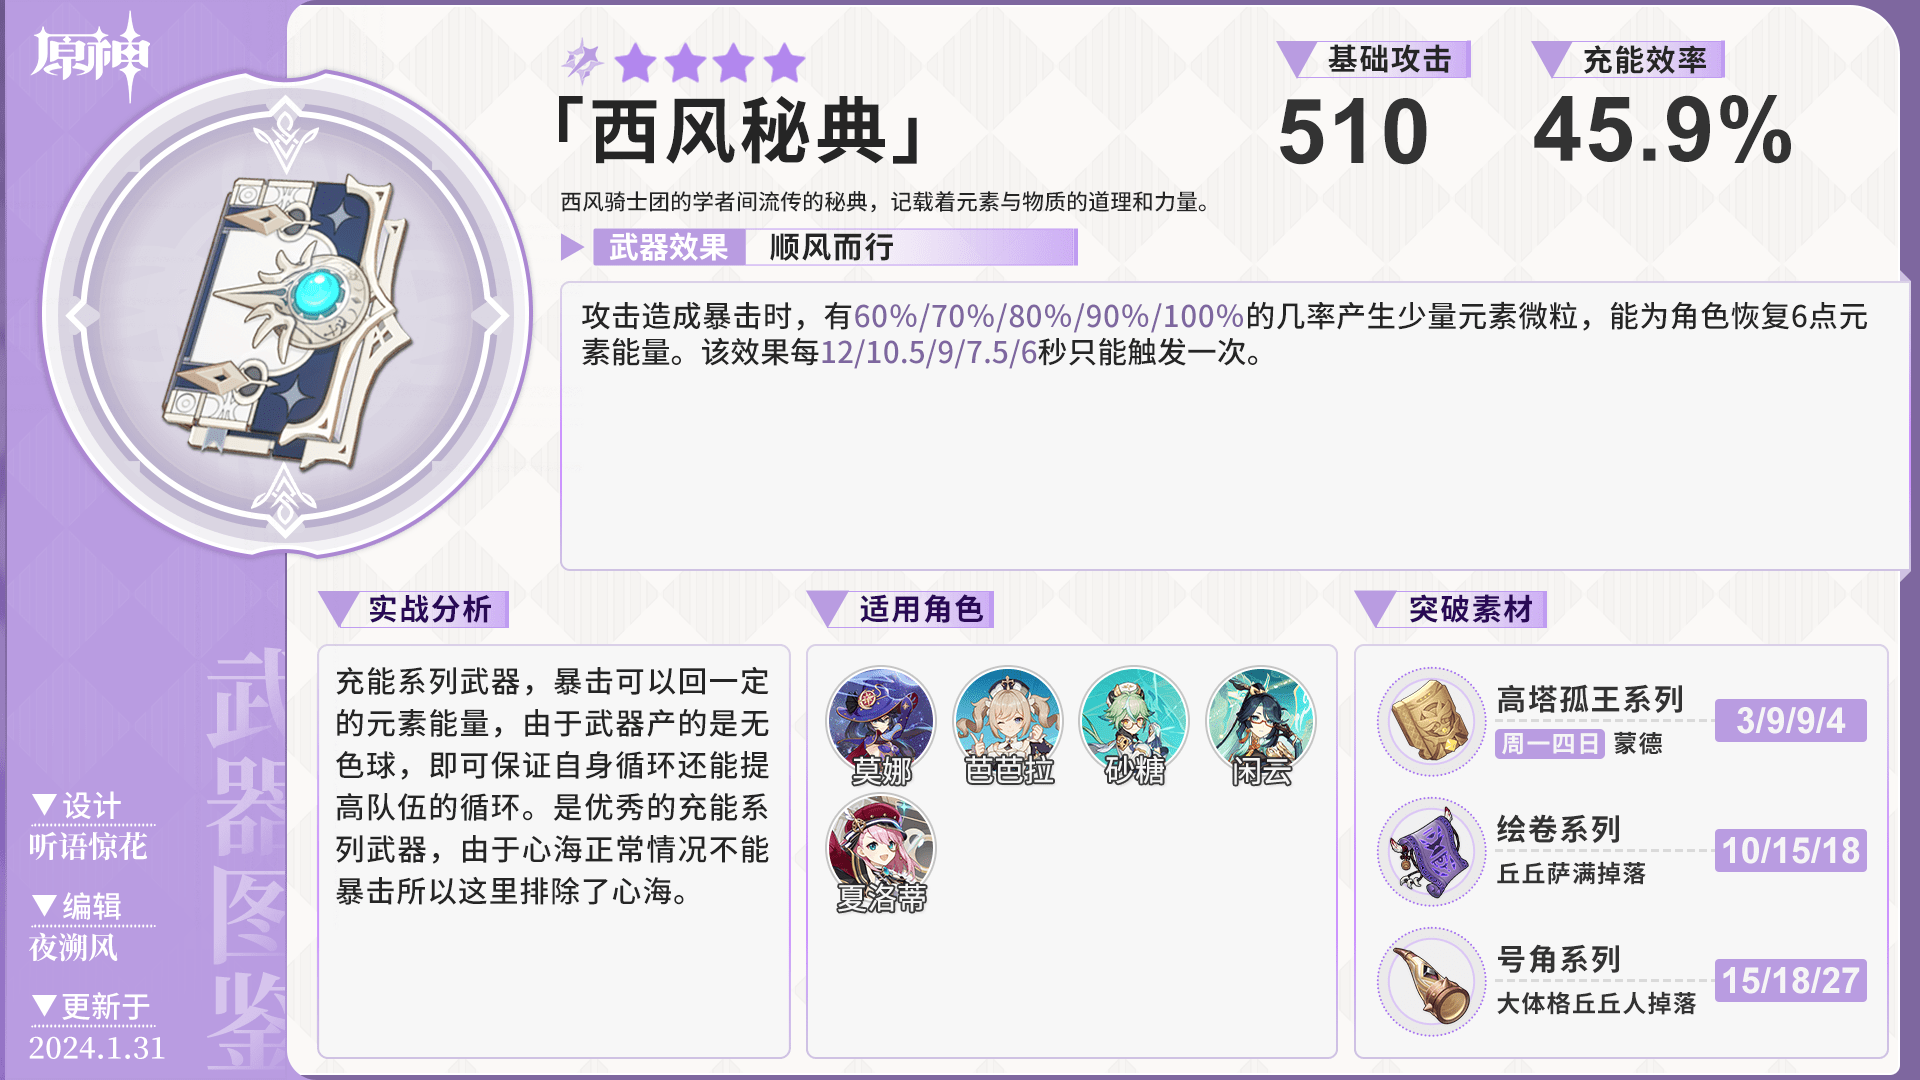 原神
「西风秘典」
基础攻击
510
充能效率
45.9%
西风骑士团的学者间流传的秘典，记载着元素与物质的道理和力量。
武器效果 顺风而行
攻击造成暴击时，有60%/70%/80%/90%/100%的几率产生少量元素微粒，能为角色恢复6点元
素能量。该效果每12/10.5/9/7.5/6秒只能触发一次。
实战分析
充能系列武器，暴击可以回一定
的元素能量，由于武器产的是无
色球，即可保证自身循环还能提
高队伍的循环。是优秀的充能系
列武器，由于心海正常情况不能
暴击所以这里排除了心海。
适用角色
莫娜 芭芭拉 砂糖 闲云
夏洛蒂
突破素材
高塔孤王系列
周一四日 蒙德
3/9/9/4
绘卷系列
丘丘萨满掉落
10/15/18
号角系列
大体格丘丘人掉落
15/18/27
武器图鉴
▼设计
听语惊花
▼编辑
夜溯风
▼更新于
2024.1.31